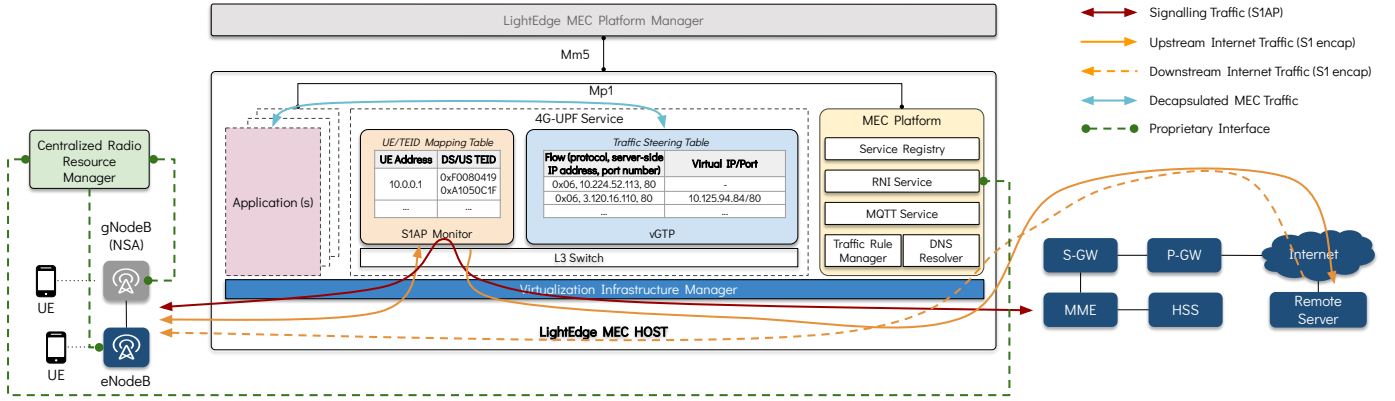 LightEdge MEC Platform Manager
Mm5
Mp1
Signalling Traffic (S1AP)
Upstream Internet Traffic (S1 encap)
Downstream Internet Traffic (S1 encap)
Decapsulated MEC Traffic
Proprietary Interface
Centralized Radio
Resource
Manager
gNodeB
(NSA)
UE
UE
eNodeB
Application (s)
4G-UPF Service
UE/TEID Mapping Table
UE Address
DS/US TEID
10.0.0.1
0xF0080419
0xA1050C1F
...
...
S1AP Monitor
Traffic Steering Table
Flow (protocol, server-side
IP address, port number)
Virtual IP/Port
0x06, 10.224.52.113, 80
-
0x06, 3.120.16.110, 80
10.125.94.84/80
...
...
vGTP
L3 Switch
MEC Platform
Service Registry
RNI Service
MQTT Service
Traffic Rule
Manager
DNS
Resolver
Virtualization Infrastructure Manager
LightEdge MEC HOST
S-GW
P-GW
Internet
MME
HSS
Remote
Server